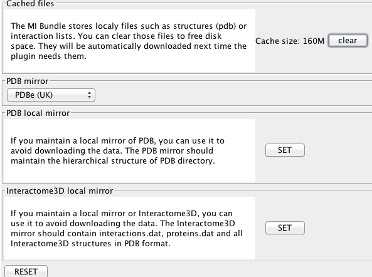 Cached files
The MI Bundle stores localy files such as structures (pdb) or
interaction lists. You can clear those files to free disk
space. They will be automatically downloaded next time the
plugin needs them.
Cache size: 160M
clear
PDB mirror
PDBe (UK)
PDB local mirror
If you maintain a local mirror of PDB, you can use it to
avoid downloading the data. The PDB mirror should
maintain the hierarchical structure of PDB directory.
SET
Interactome3D local mirror
If you maintain a local mirror or Interactome3D, you can
use it to avoid downloading the data. The Interactome3D
mirror should contain interactions.dat, proteins.dat and all
Interactome3D structures in PDB format.
SET
RESET